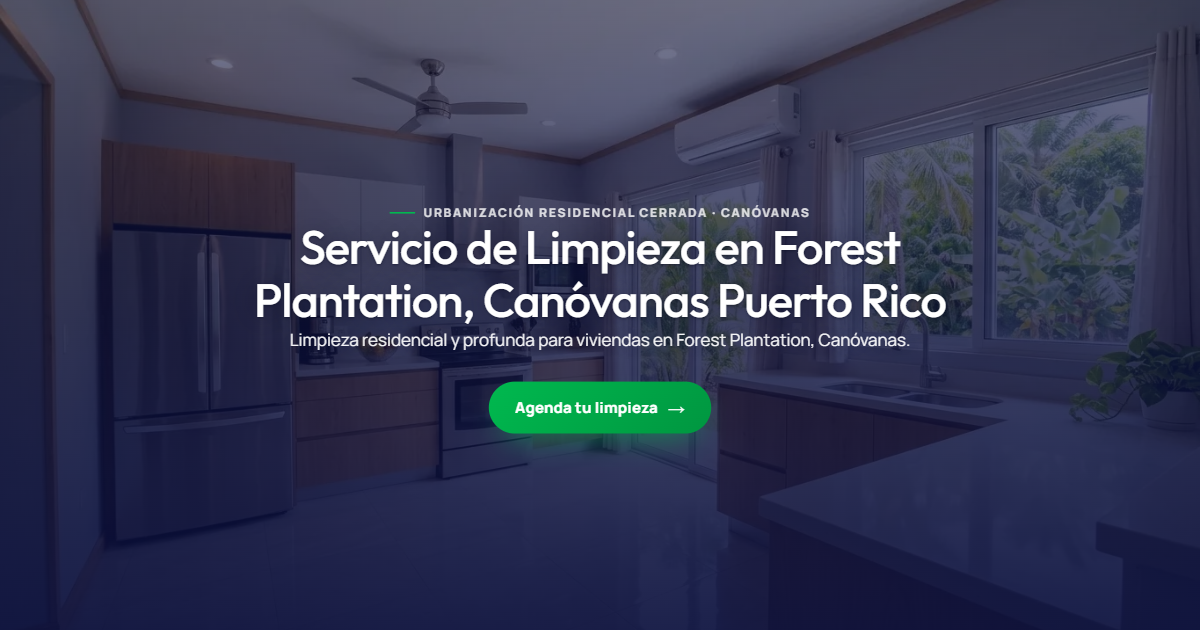 URBANIZACIÓN RESIDENCIAL CERRADA · CANÓVANAS
Servicio de Limpieza en Forest
Plantation, Canóvanas Puerto Rico
Limpieza residencial y profunda para viviendas en Forest Plantation, Canóvanas.
Agenda tu limpieza →